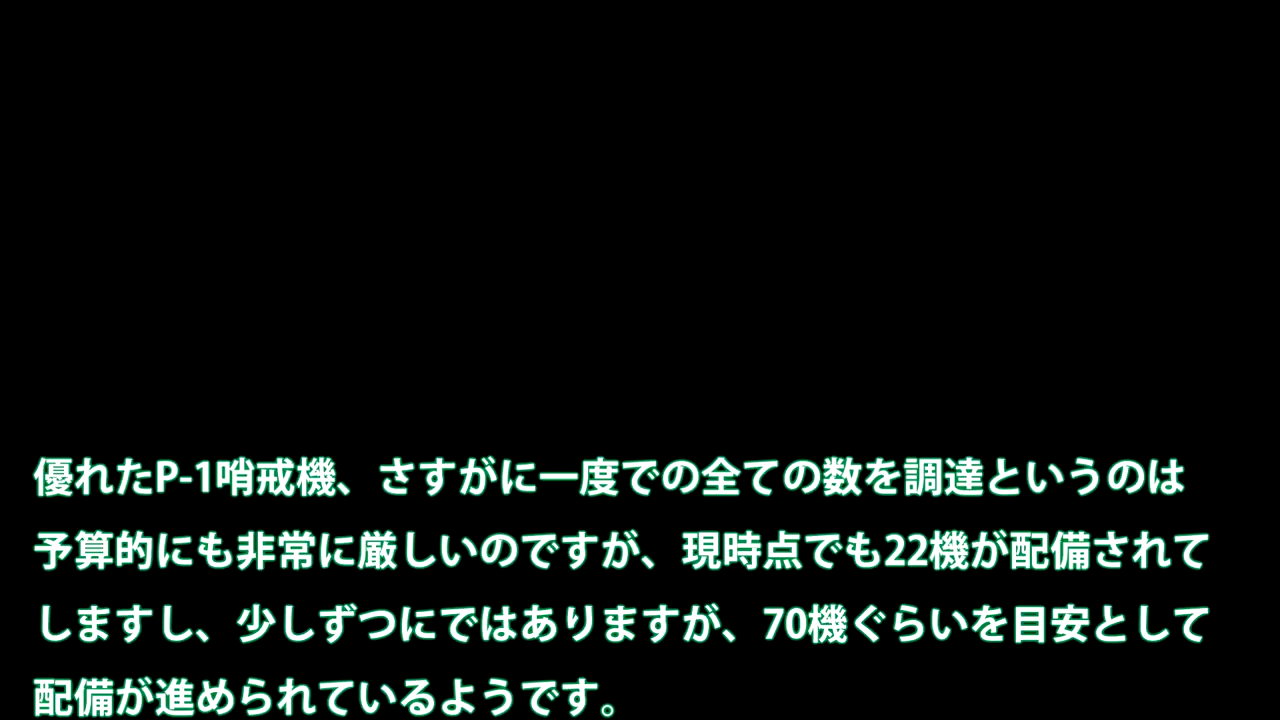 優れたP-1哨戒機、さすがに一度での全ての数を調達というのは
予算的にも非常に厳しいのですが、現時点でも22機が配備されて
しますし、少しずつにではありますが、70機ぐらいを目安として
配備が進められているようです。